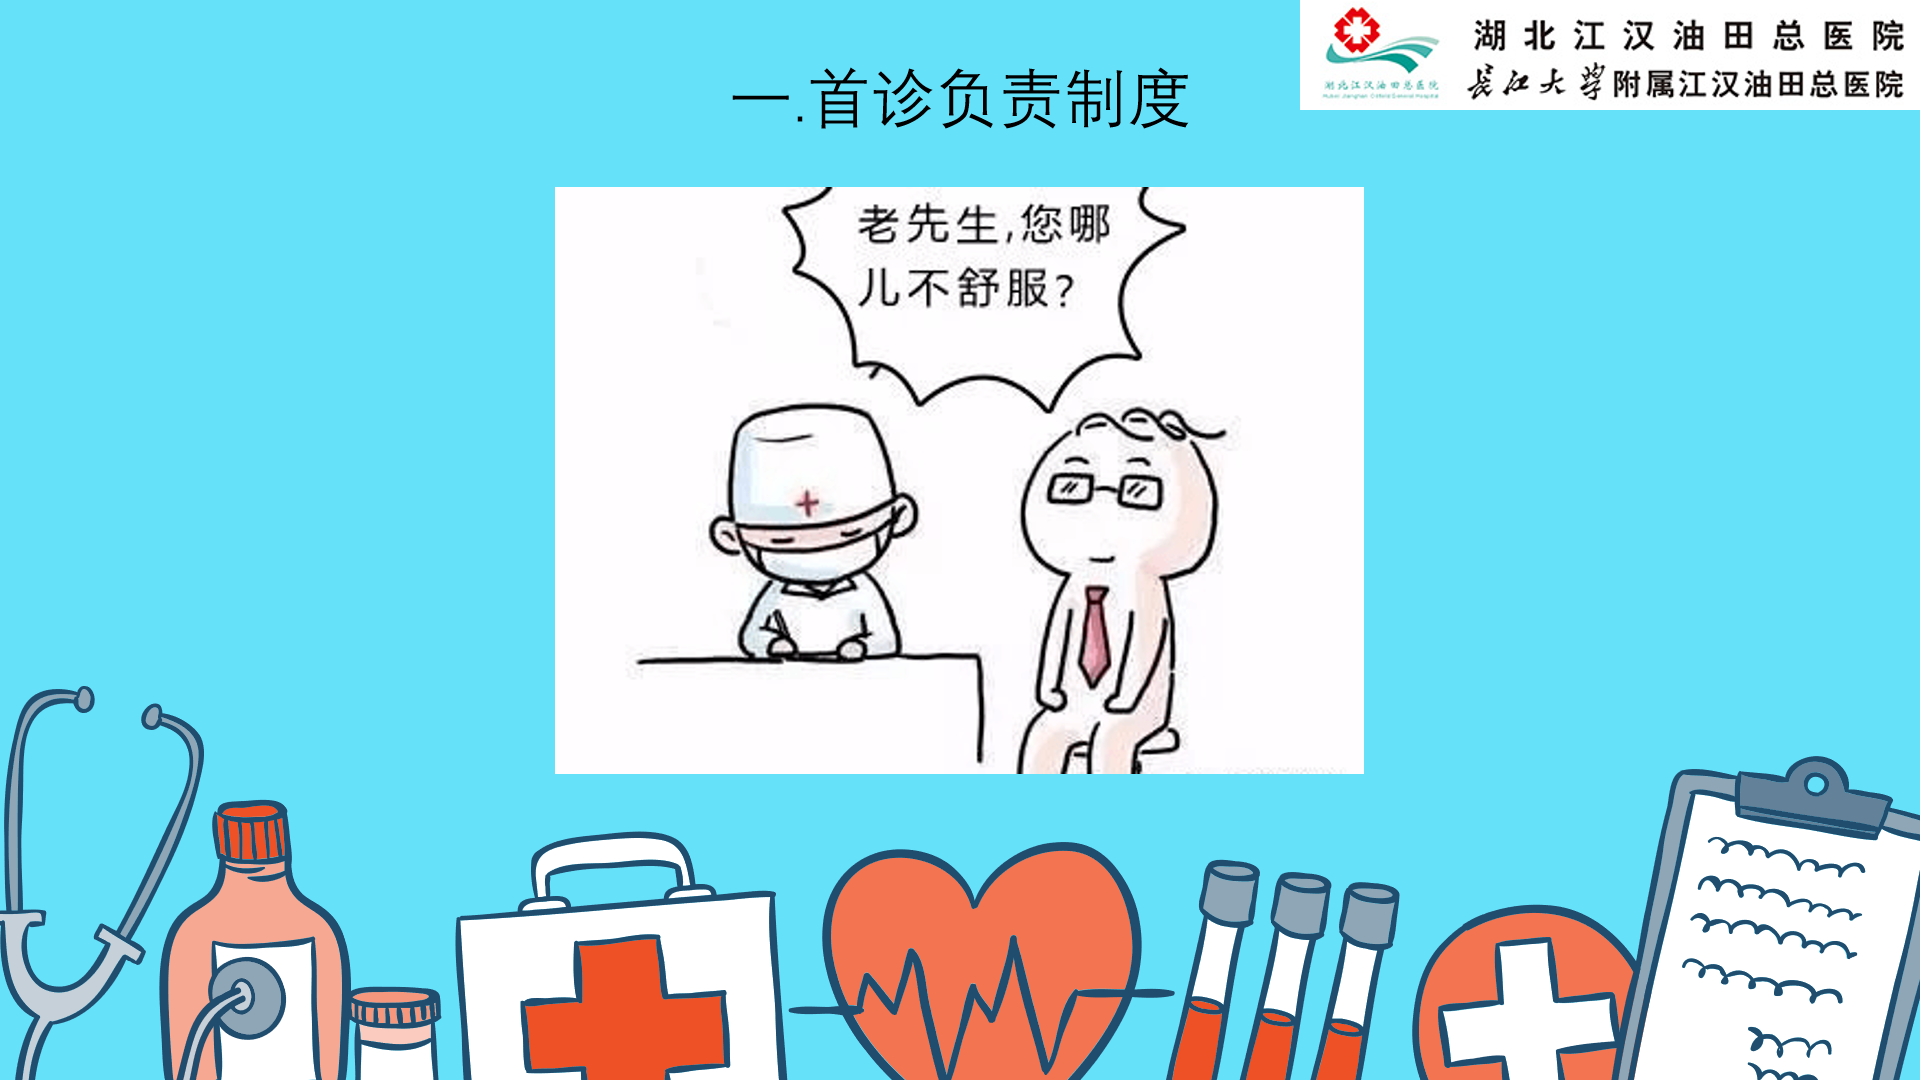 湖北江汉油田总医院
长江大学附属江汉油田总医院
湖北江汉油田总医院
一.首诊负责制度
老先生,您哪
儿不舒服?